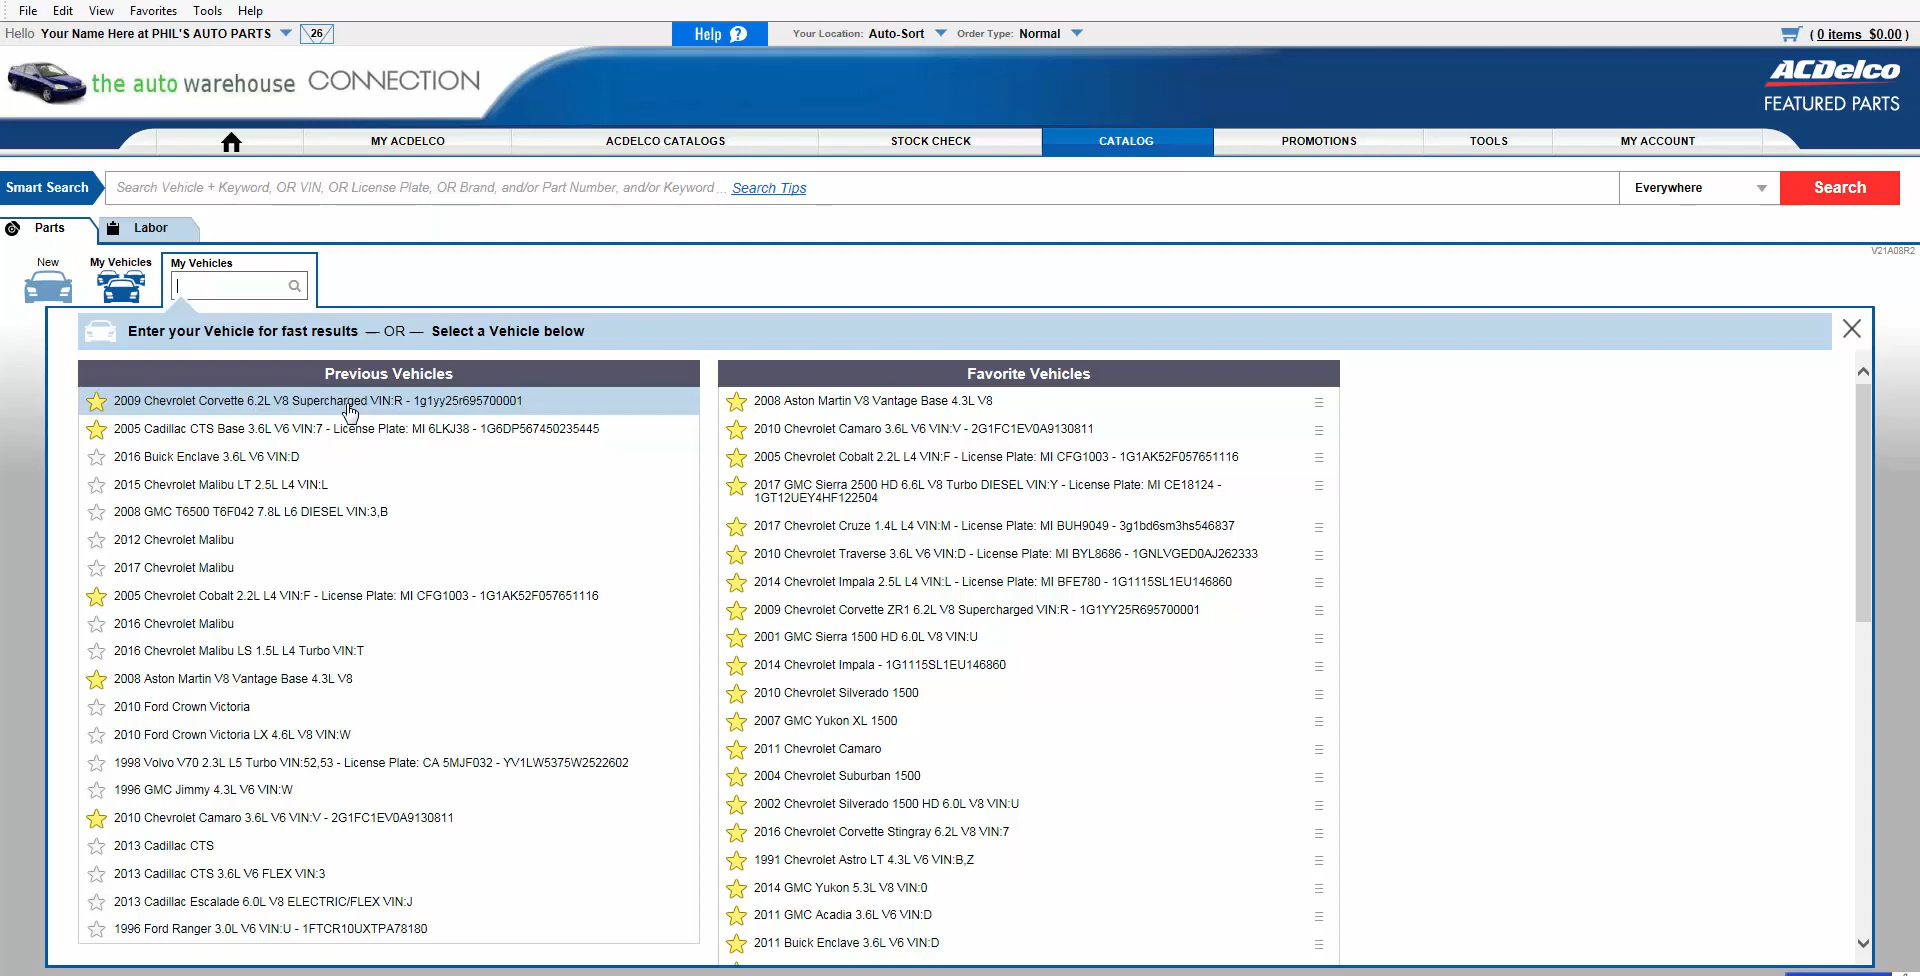 File Edit View Favorites Tools Help
Hello Your Name Here at PHIL'S AUTO PARTS 26 Help ? Your Location: Auto-Sort Order Type: Normal ( 0 items $0.00 )
the auto warehouse CONNECTION
ACDelco
FEATURED PARTS
MY ACDELCO ACDELCO CATALOGS STOCK CHECK CATALOG PROMOTIONS TOOLS MY ACCOUNT
Smart Search Search Vehicle + Keyword, OR VIN, OR License Plate, OR Brand, and/or Part Number, and/or Keyword ... Search Tips Everywhere Search
Parts Labor
V21A08R2
New My Vehicles My Vehicles
Enter your Vehicle for fast results — OR — Select a Vehicle below
Previous Vehicles
2009 Chevrolet Corvette 6.2L V8 Supercharged VIN:R - 1g1yy25r695700001
2005 Cadillac CTS Base 3.6L V6 VIN:7 - License Plate: MI 6LKJ38 - 1G6DP567450235445
2016 Buick Enclave 3.6L V6 VIN:D
2015 Chevrolet Malibu LT 2.5L L4 VIN:L
2008 GMC T6500 T6F042 7.8L L6 DIESEL VIN:3,B
2012 Chevrolet Malibu
2017 Chevrolet Malibu
2005 Chevrolet Cobalt 2.2L L4 VIN:F - License Plate: MI CFG1003 - 1G1AK52F057651116
2016 Chevrolet Malibu
2016 Chevrolet Malibu LS 1.5L L4 Turbo VIN:T
2008 Aston Martin V8 Vantage Base 4.3L V8
2010 Ford Crown Victoria
2010 Ford Crown Victoria LX 4.6L V8 VIN:W
1998 Volvo V70 2.3L L5 Turbo VIN:52,53 - License Plate: CA 5MJF032 - YV1LW5375W2522602
1996 GMC Jimmy 4.3L V6 VIN:W
2010 Chevrolet Camaro 3.6L V6 VIN:V - 2G1FC1EV0A9130811
2013 Cadillac CTS
2013 Cadillac CTS 3.6L V6 FLEX VIN:3
2013 Cadillac Escalade 6.0L V8 ELECTRIC/FLEX VIN:J
1996 Ford Ranger 3.0L V6 VIN:U - 1FTCR10UXTPA78180
Favorite Vehicles
2008 Aston Martin V8 Vantage Base 4.3L V8
2010 Chevrolet Camaro 3.6L V6 VIN:V - 2G1FC1EV0A9130811
2005 Chevrolet Cobalt 2.2L L4 VIN:F - License Plate: MI CFG1003 - 1G1AK52F057651116
2017 GMC Sierra 2500 HD 6.6L V8 Turbo DIESEL VIN:Y - License Plate: MI CE18124 -
1GT12UEY4HF122504
2017 Chevrolet Cruze 1.4L L4 VIN:M - License Plate: MI BUH9049 - 3g1bd6sm3hs546837
2010 Chevrolet Traverse 3.6L V6 VIN:D - License Plate: MI BYL8686 - 1GNLVGED0AJ262333
2014 Chevrolet Impala 2.5L L4 VIN:L - License Plate: MI BFE780 - 1G1115SL1EU146860
2009 Chevrolet Corvette ZR1 6.2L V8 Supercharged VIN:R - 1G1YY25R695700001
2001 GMC Sierra 1500 HD 6.0L V8 VIN:U
2014 Chevrolet Impala - 1G1115SL1EU146860
2010 Chevrolet Silverado 1500
2007 GMC Yukon XL 1500
2011 Chevrolet Camaro
2004 Chevrolet Suburban 1500
2002 Chevrolet Silverado 1500 HD 6.0L V8 VIN:U
2016 Chevrolet Corvette Stingray 6.2L V8 VIN:7
1991 Chevrolet Astro LT 4.3L V6 VIN:B,Z
2014 GMC Yukon 5.3L V8 VIN:0
2011 GMC Acadia 3.6L V6 VIN:D
2011 Buick Enclave 3.6L V6 VIN:D